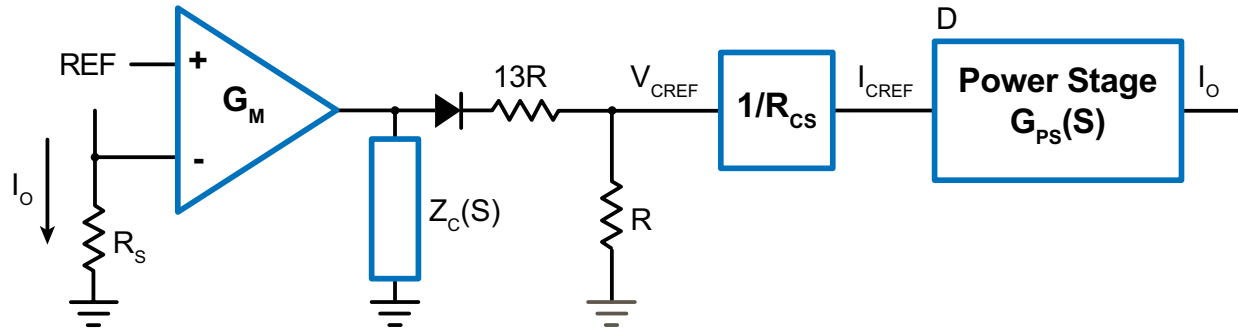 D
REF
+
G_M
-
I_O
R_S
Z_C(S)
13R
R
V_CREF
1/R_CS
I_CREF
Power Stage
G_PS(S)
I_O